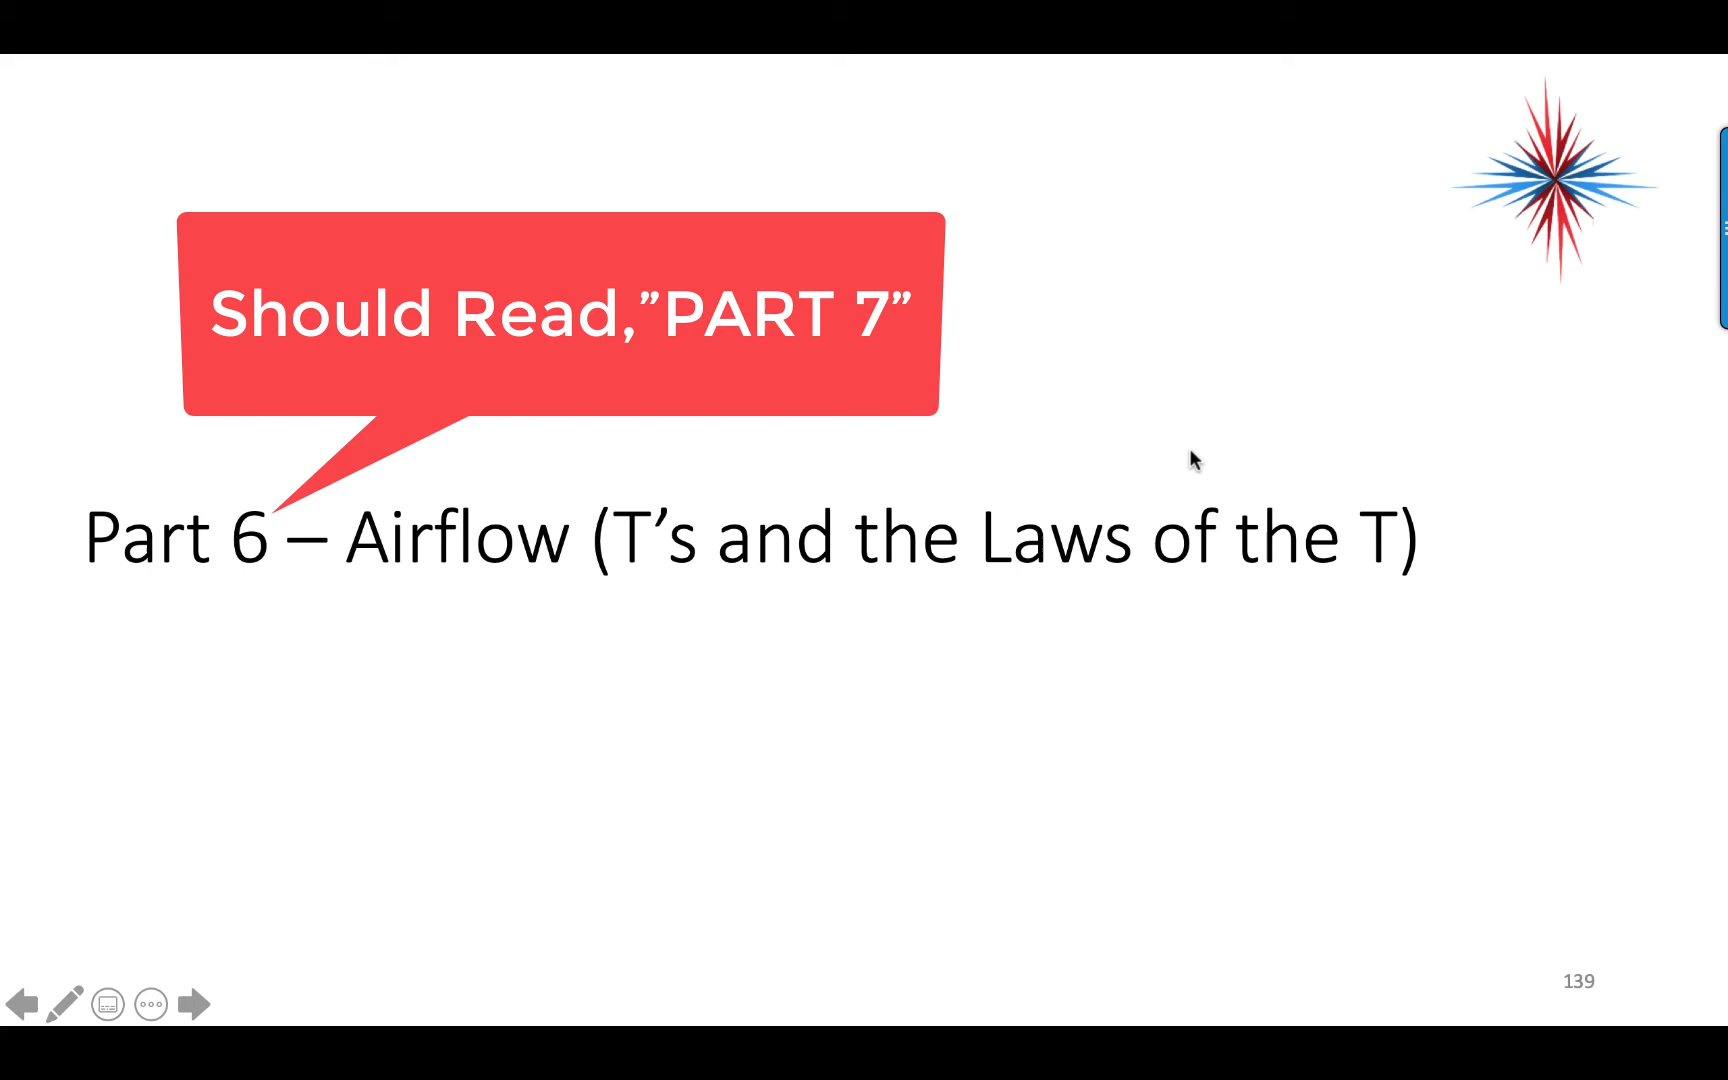 Should Read,”PART 7”
Part 6 – Airflow (T’s and the Laws of the T)
139